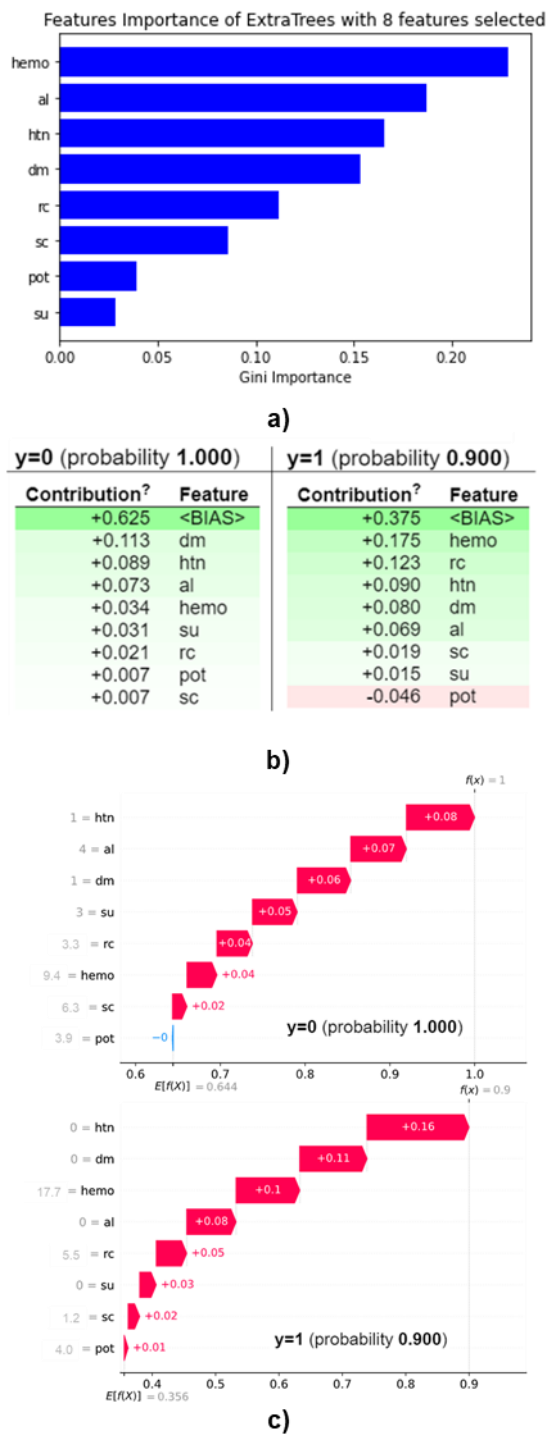 Features Importance of ExtraTrees with 8 features selected
hemo
al
htn
dm
rc
sc
pot
su
0.00 0.05 0.10 0.15 0.20
Gini Importance
a)
y=0 (probability 1.000) y=1 (probability 0.900)
Contribution? Feature Contribution? Feature
+0.625 <BIAS> +0.375 <BIAS>
+0.113 dm +0.175 hemo
+0.089 htn +0.123 rc
+0.073 al +0.090 htn
+0.034 hemo +0.080 dm
+0.031 su +0.069 al
+0.021 rc +0.019 sc
+0.007 pot +0.015 su
+0.007 sc -0.046 pot
b)
f(x) = 1
1 = htn +0.08
4 = al +0.07
1 = dm +0.06
3 = su +0.05
3.3 = rc +0.04
9.4 = hemo +0.04
6.3 = sc +0.02
3.9 = pot −0
y=0 (probability 1.000)
0.6 0.7 0.8 0.9 1.0
E[f(X)] = 0.644
f(x) = 0.9
0 = htn +0.16
0 = dm +0.11
17.7 = hemo +0.1
0 = al +0.08
5.5 = rc +0.05
0 = su +0.03
1.2 = sc +0.02
4.0 = pot +0.01
y=1 (probability 0.900)
0.4 0.5 0.6 0.7 0.8 0.9
E[f(X)] = 0.356
c)